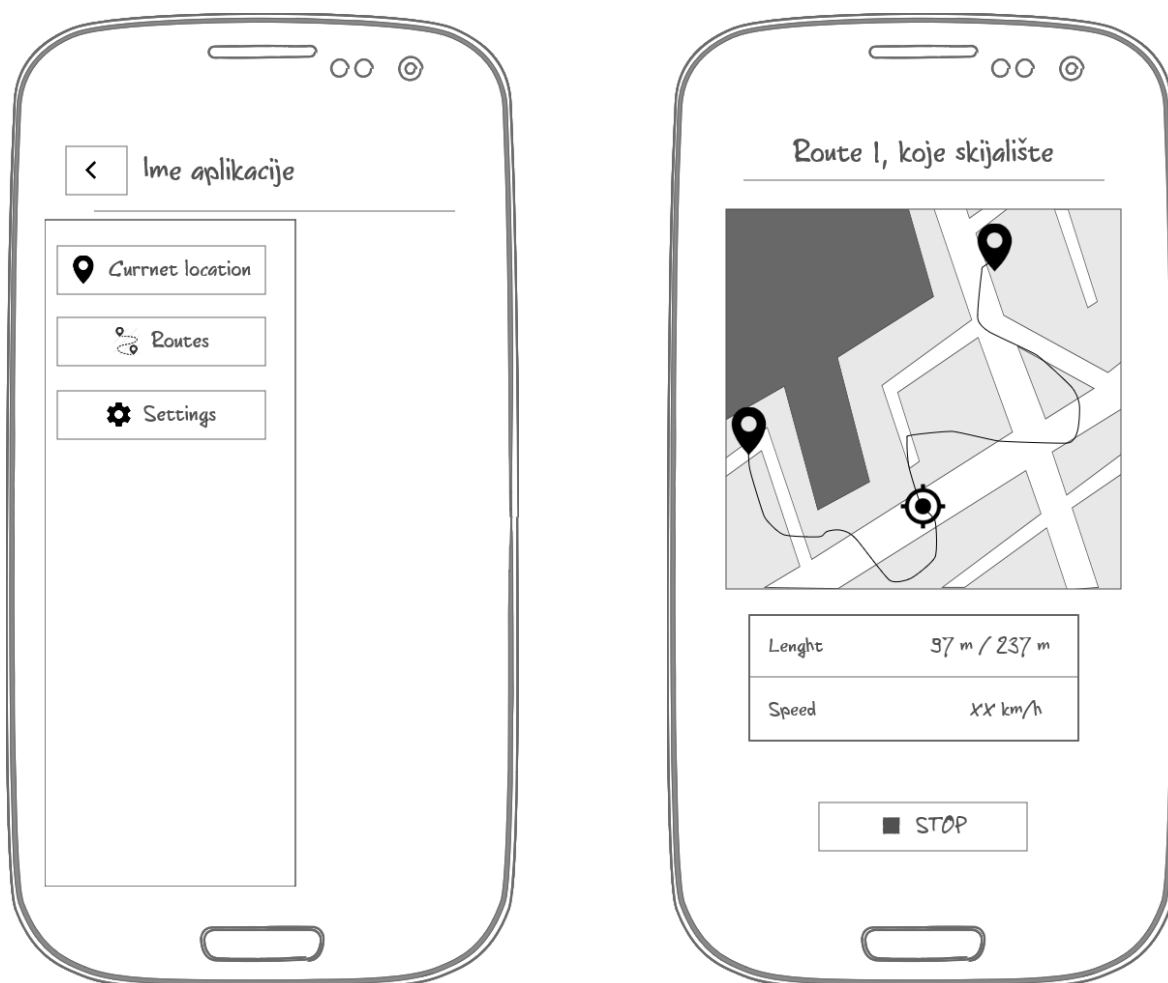 Ime aplikacije
Currnet location
Routes
Settings
Route 1, koje skijalište
Lenght 97 m / 237 m
Speed XX km/h
STOP